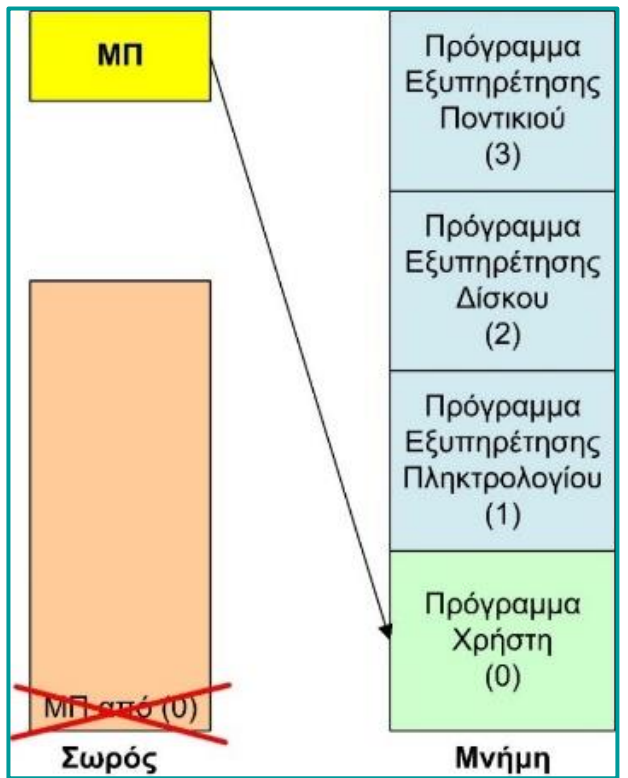 ΜΠ
Πρόγραμμα
Εξυπηρέτησης
Ποντικιού
(3)
Πρόγραμμα
Εξυπηρέτησης
Δίσκου
(2)
Πρόγραμμα
Εξυπηρέτησης
Πληκτρολογίου
(1)
Πρόγραμμα
Χρήστη
(0)
ΜΠ από (0)
Σωρός
Μνήμη